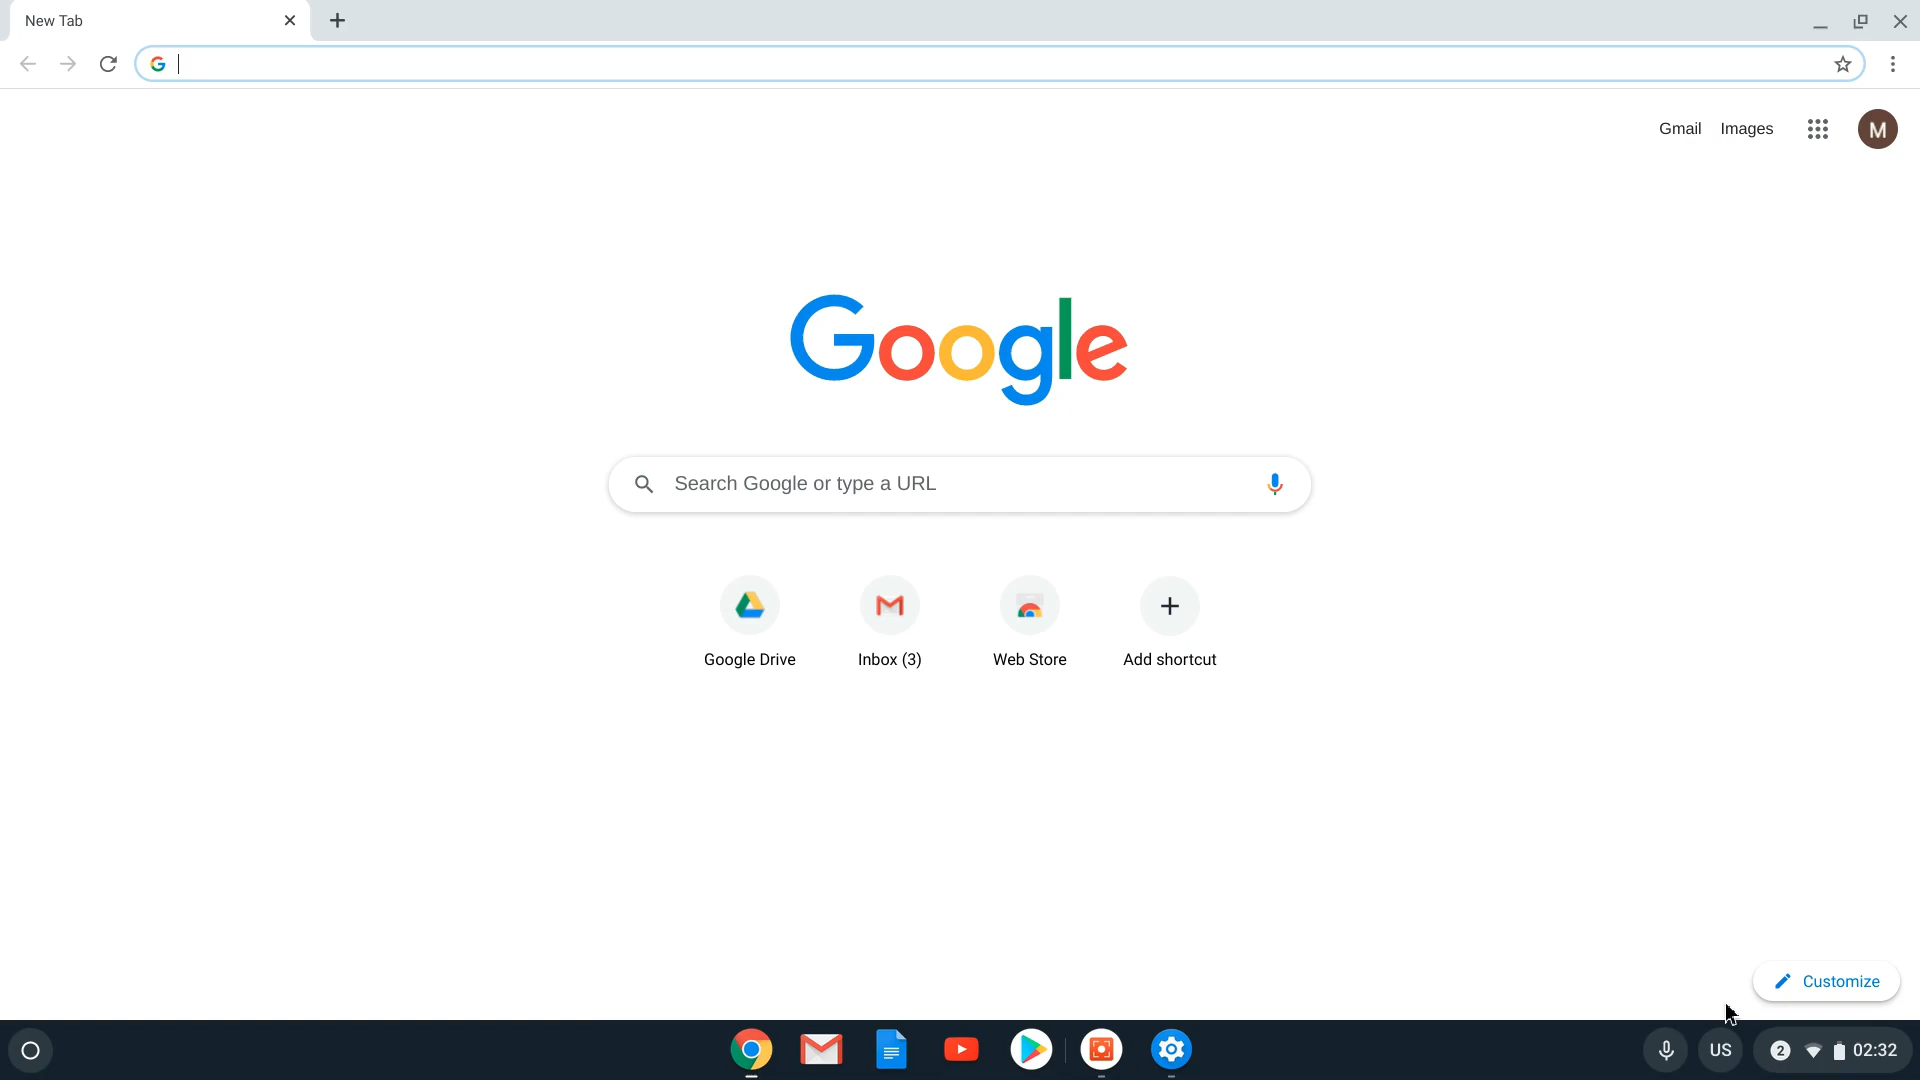 New Tab
Gmail Images
M
Google
Search Google or type a URL
Google Drive
Inbox (3)
Web Store
Add shortcut
Customize
US
2
02:32